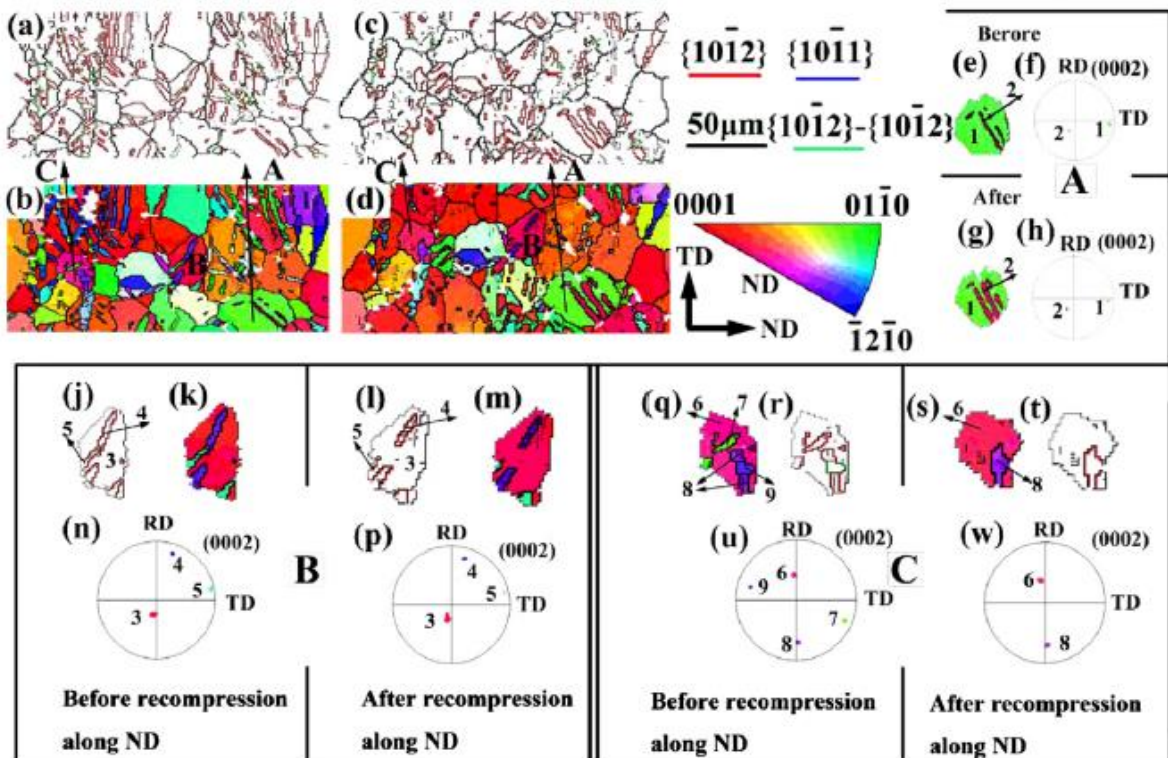 (a)
(c)
{101̄2} {101̄1}
50μm{101̄2}-{101̄2}
Berore
(e) (f) RD (0002)
2
1
TD
2 1
A
C
A
C
A
(b)
B
(d)
B
0001 011̄0
TD
ND
ND
1̄21̄0
After
(g) (h) RD (0002)
2
1
TD
2 1
(j) (k)
4
5
3
(l) (m)
4
5
3
(q) (r)
6 7
8 9
(s) (t)
6
8
(n) RD (0002)
4
5
TD
3
B
(p) RD (0002)
4
5
TD
3
(u) RD (0002)
6
9
TD
7
8
C
(w) RD (0002)
6
TD
8
Before recompression
along ND
After recompression
along ND
Before recompression
along ND
After recompression
along ND